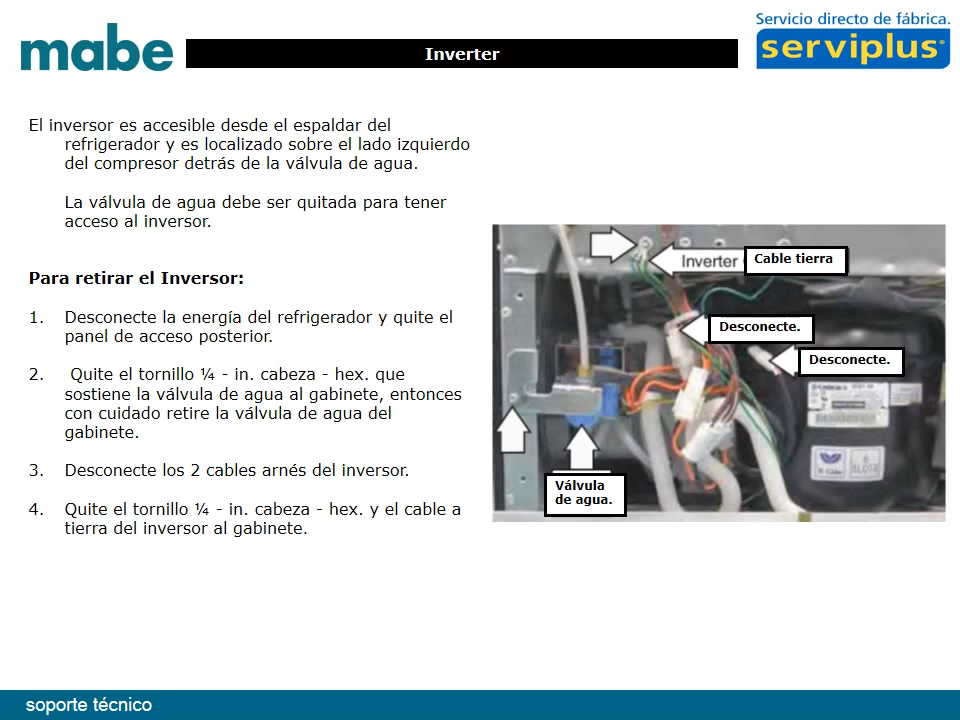 mabe
Inverter
Servicio directo de fábrica.
serviplus
El inversor es accesible desde el espaldar del
refrigerador y es localizado sobre el lado izquierdo
del compresor detrás de la válvula de agua.
La válvula de agua debe ser quitada para tener
acceso al inversor.
Para retirar el Inversor:
1. Desconecte la energía del refrigerador y quite el
panel de acceso posterior.
2. Quite el tornillo ¼ - in. cabeza - hex. que
sostiene la válvula de agua al gabinete, entonces
con cuidado retire la válvula de agua del
gabinete.
3. Desconecte los 2 cables arnés del inversor.
4. Quite el tornillo ¼ - in. cabeza - hex. y el cable a
tierra del inversor al gabinete.
Inverter
Cable tierra
Desconecte.
Desconecte.
Válvula
de agua.
soporte técnico